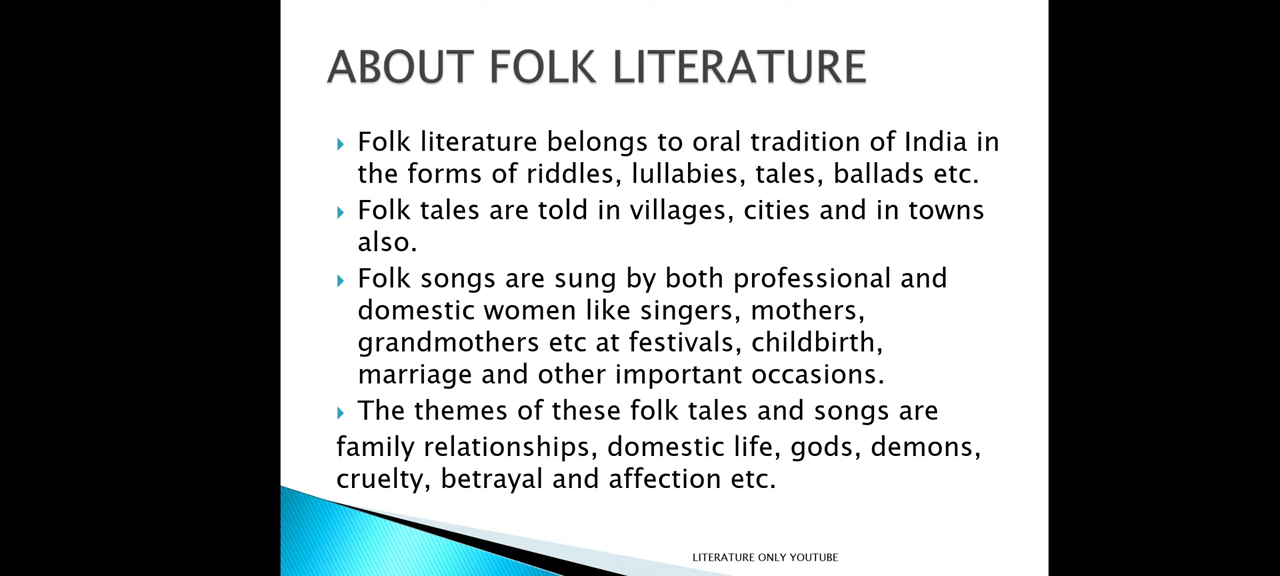 ABOUT FOLK LITERATURE
Folk literature belongs to oral tradition of India in
the forms of riddles, lullabies, tales, ballads etc.
Folk tales are told in villages, cities and in towns
also.
Folk songs are sung by both professional and
domestic women like singers, mothers,
grandmothers etc at festivals, childbirth,
marriage and other important occasions.
The themes of these folk tales and songs are
family relationships, domestic life, gods, demons,
cruelty, betrayal and affection etc.
LITERATURE ONLY YOUTUBE